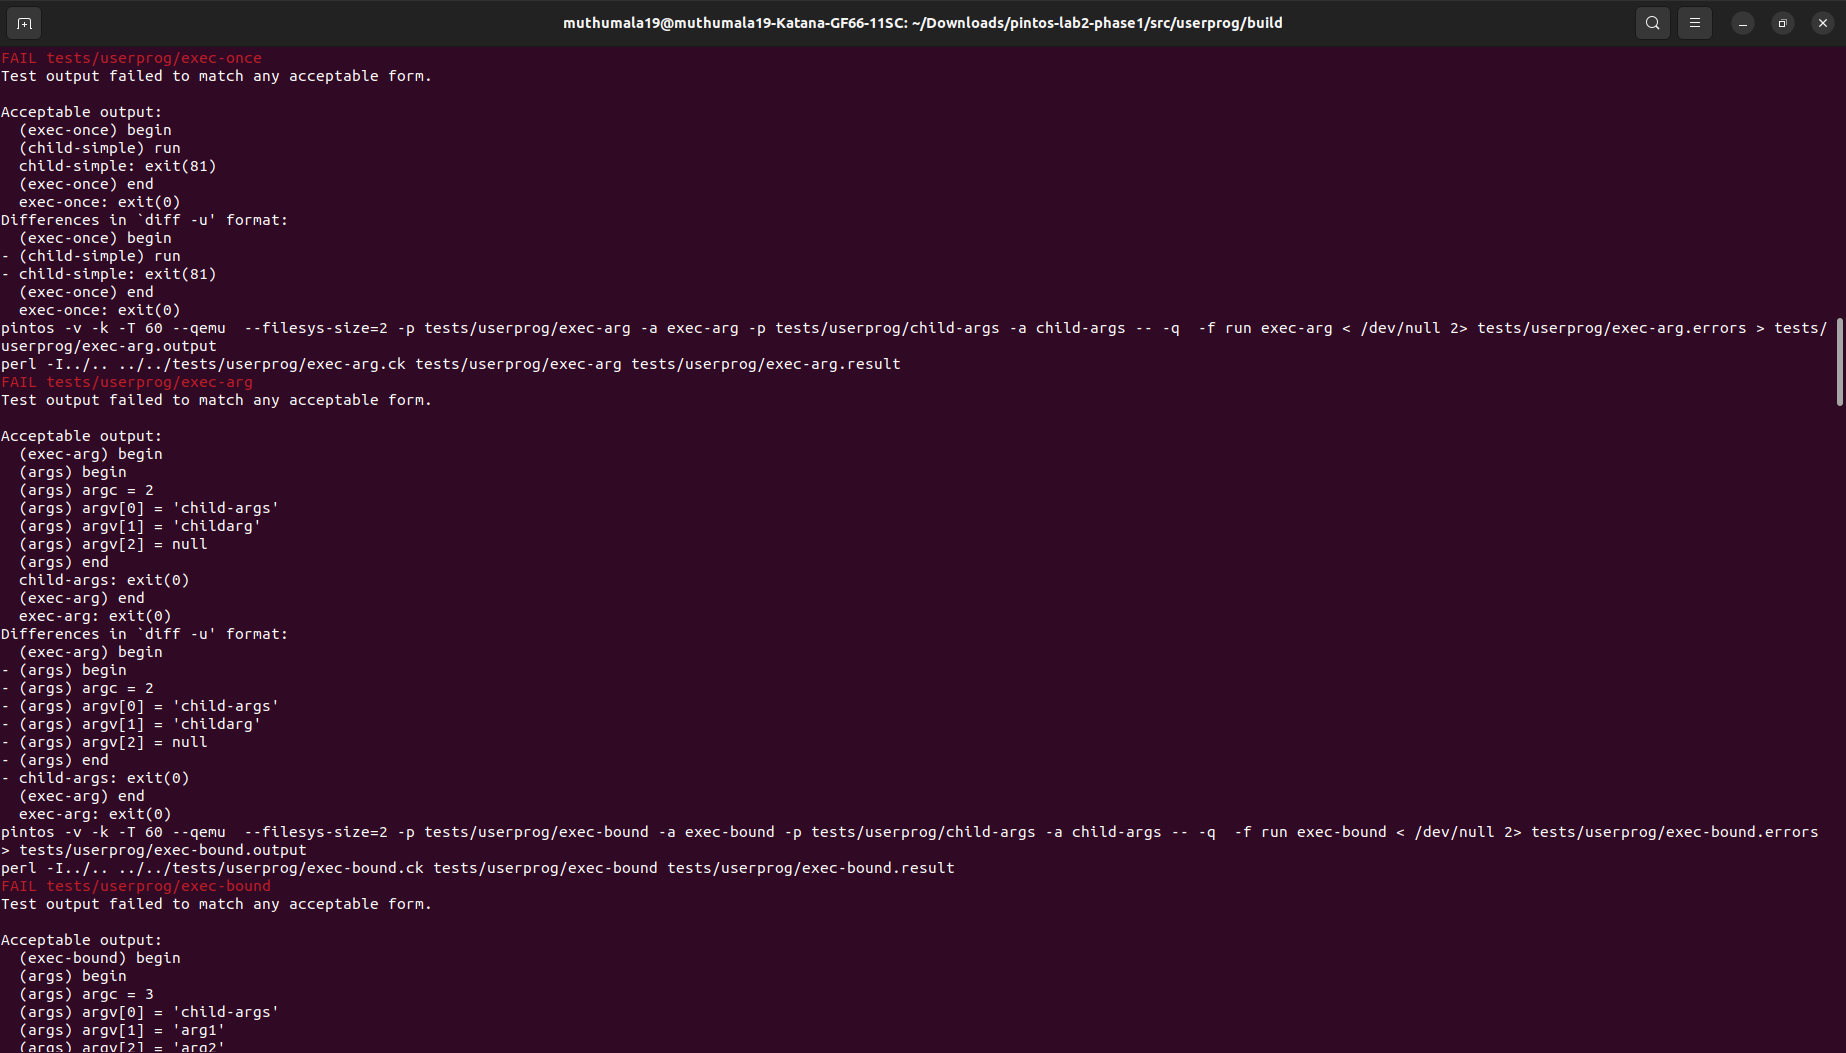 muthumala19@muthumala19-Katana-GF66-11SC: ~/Downloads/pintos-lab2-phase1/src/userprog/build
FAIL tests/userprog/exec-once
Test output failed to match any acceptable form.

Acceptable output:
  (exec-once) begin
  (child-simple) run
  child-simple: exit(81)
  (exec-once) end
  exec-once: exit(0)
Differences in `diff -u' format:
  (exec-once) begin
- (child-simple) run
- child-simple: exit(81)
  (exec-once) end
  exec-once: exit(0)
pintos -v -k -T 60 --qemu  --filesys-size=2 -p tests/userprog/exec-arg -a exec-arg -p tests/userprog/child-args -a child-args -- -q  -f run exec-arg < /dev/null 2> tests/userprog/exec-arg.errors > tests/
userprog/exec-arg.output
perl -I../.. ../../tests/userprog/exec-arg.ck tests/userprog/exec-arg tests/userprog/exec-arg.result
FAIL tests/userprog/exec-arg
Test output failed to match any acceptable form.

Acceptable output:
  (exec-arg) begin
  (args) begin
  (args) argc = 2
  (args) argv[0] = 'child-args'
  (args) argv[1] = 'childarg'
  (args) argv[2] = null
  (args) end
  child-args: exit(0)
  (exec-arg) end
  exec-arg: exit(0)
Differences in `diff -u' format:
  (exec-arg) begin
- (args) begin
- (args) argc = 2
- (args) argv[0] = 'child-args'
- (args) argv[1] = 'childarg'
- (args) argv[2] = null
- (args) end
- child-args: exit(0)
  (exec-arg) end
  exec-arg: exit(0)
pintos -v -k -T 60 --qemu  --filesys-size=2 -p tests/userprog/exec-bound -a exec-bound -p tests/userprog/child-args -a child-args -- -q  -f run exec-bound < /dev/null 2> tests/userprog/exec-bound.errors
> tests/userprog/exec-bound.output
perl -I../.. ../../tests/userprog/exec-bound.ck tests/userprog/exec-bound tests/userprog/exec-bound.result
FAIL tests/userprog/exec-bound
Test output failed to match any acceptable form.

Acceptable output:
  (exec-bound) begin
  (args) begin
  (args) argc = 3
  (args) argv[0] = 'child-args'
  (args) argv[1] = 'arg1'
  (args) argv[2] = 'arg2'